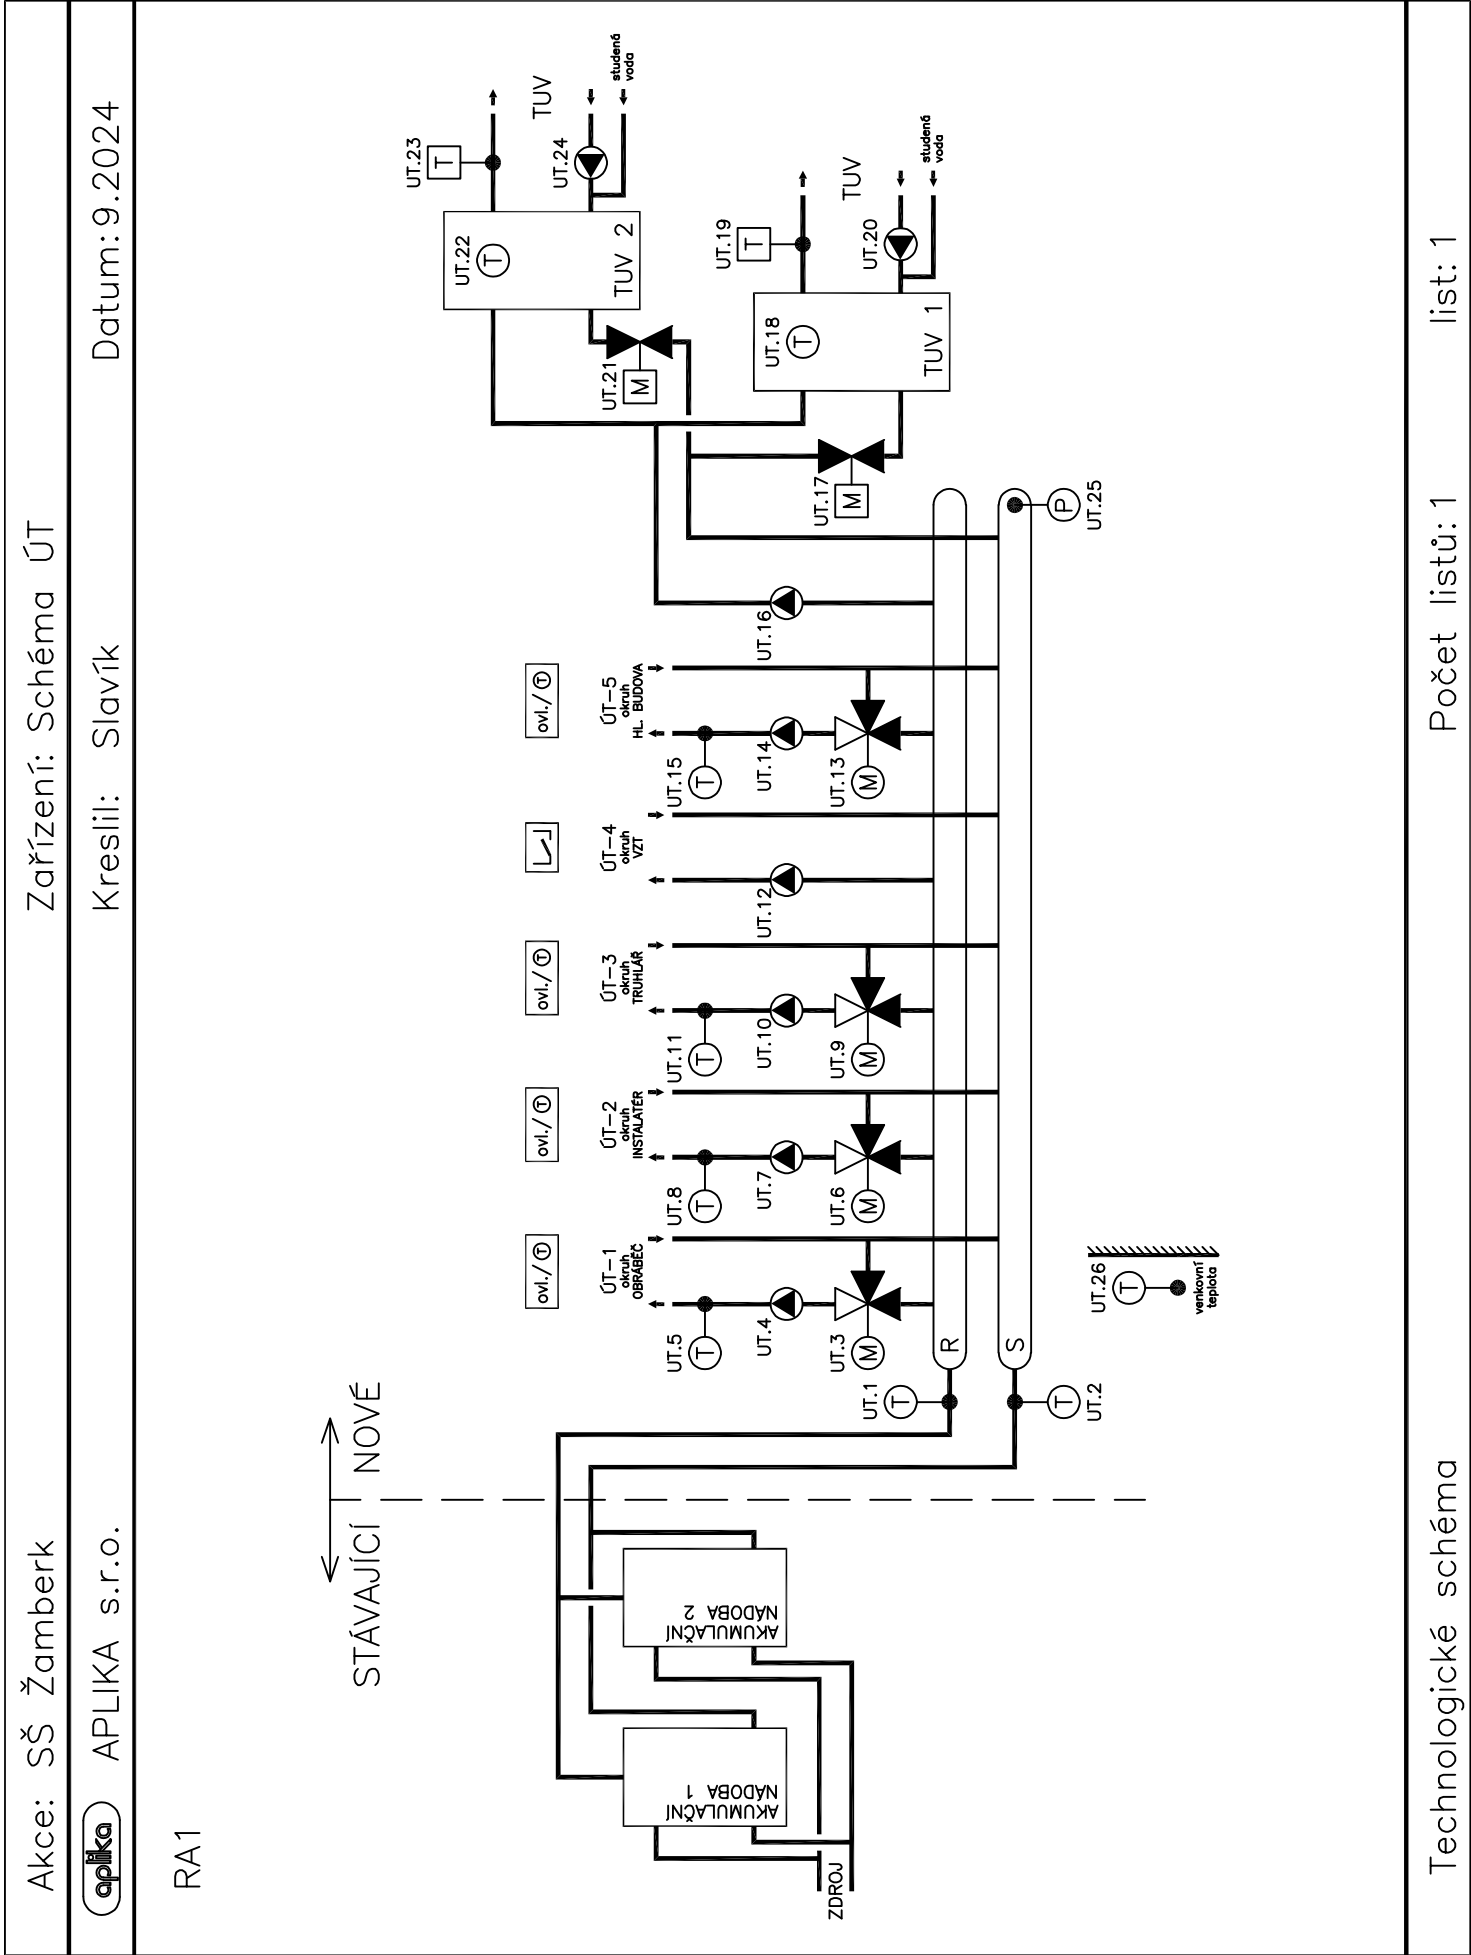 Akce: SŠ Žamberk
Zařízení: Schéma ÚT
aplika
APLIKA s.r.o.
Kreslil: Slavík
Datum:9.2024
RA1
STÁVAJÍCÍ
NOVÉ
ZDROJ
AKUMULAČNÍ
NÁDOBA 1
AKUMULAČNÍ
NÁDOBA 2
UT.1
T
UT.2
T
R
S
ovl./T
ÚT-1
okruh
OBRÁBĚČ
UT.5
T
UT.4
UT.3
M
ovl./T
ÚT-2
okruh
INSTALATÉR
UT.8
T
UT.7
UT.6
M
ovl./T
ÚT-3
okruh
TRUHLÁŘ
UT.11
T
UT.10
UT.9
M
ÚT-4
okruh
VZT
UT.12
ovl./T
ÚT-5
okruh
HL. BUDOVA
UT.15
T
UT.14
UT.13
M
UT.16
UT.17
M
UT.21
M
UT.22
T
TUV 2
UT.23
T
UT.24
TUV
studená
voda
UT.18
T
TUV 1
UT.19
T
UT.20
TUV
studená
voda
P
UT.25
UT.26
T
venkovní
teplota
Technologické schéma
Počet listů: 1
list: 1